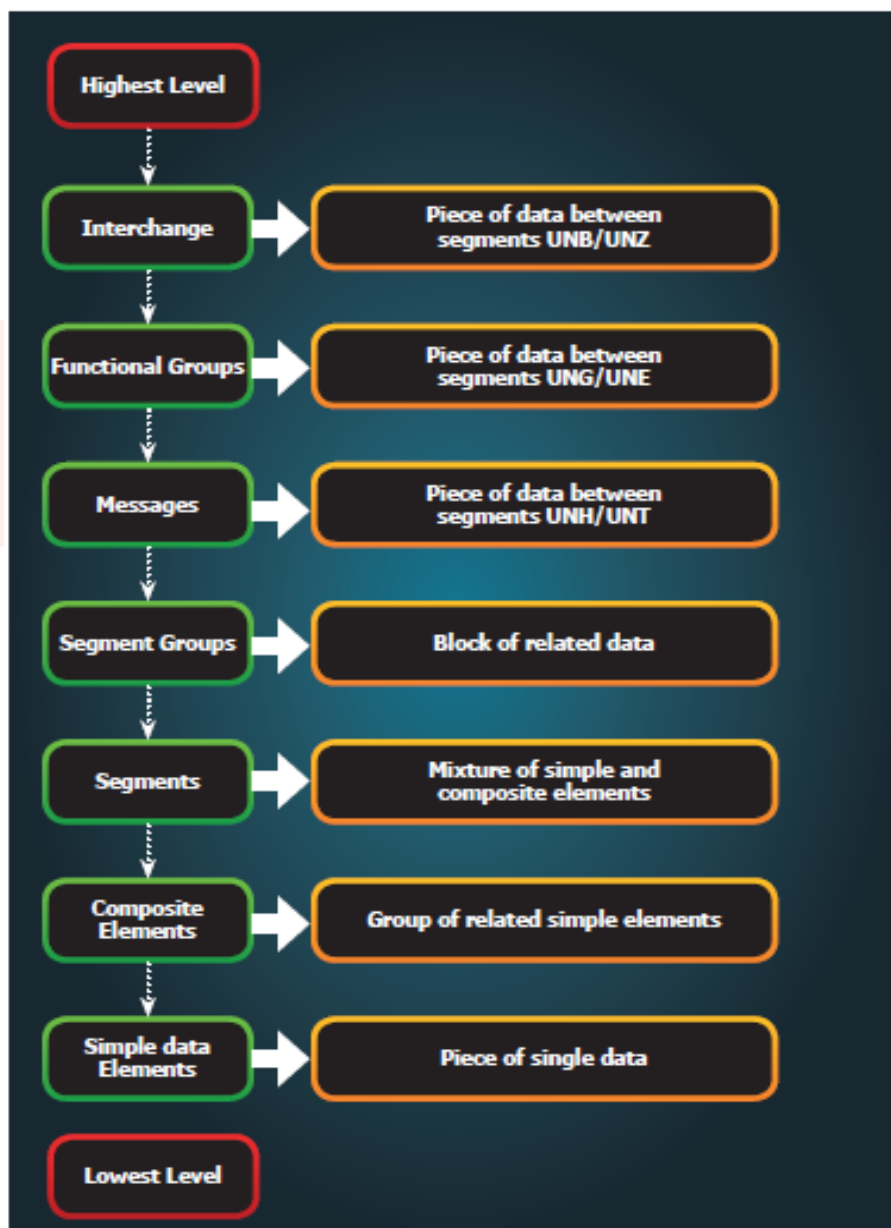 Highest Level
Interchange
Piece of data between
segments UNB/UNZ
Functional Groups
Piece of data between
segments UNG/UNE
Messages
Piece of data between
segments UNH/UNT
Segment Groups
Block of related data
Segments
Mixture of simple and
composite elements
Composite
Elements
Group of related simple elements
Simple data
Elements
Piece of single data
Lowest Level